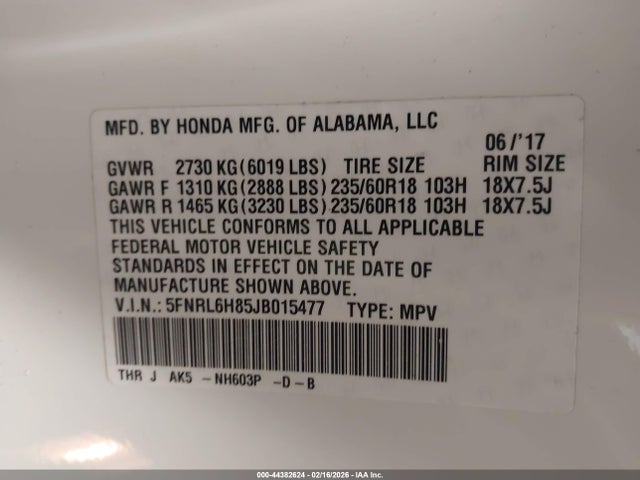 MFD. BY HONDA MFG. OF ALABAMA, LLC
06/'17
GVWR 2730 KG(6019 LBS) TIRE SIZE RIM SIZE
GAWR F 1310 KG(2888 LBS) 235/60R18 103H 18X7.5J
GAWR R 1465 KG(3230 LBS) 235/60R18 103H 18X7.5J
THIS VEHICLE CONFORMS TO ALL APPLICABLE
FEDERAL MOTOR VEHICLE SAFETY
STANDARDS IN EFFECT ON THE DATE OF
MANUFACTURE SHOWN ABOVE.
V.I.N.: 5FNRL6H85JB015477 TYPE: MPV
THR J AK5 -NH603P -D-B
000-44382624 - 02/16/2026 - IAA Inc.